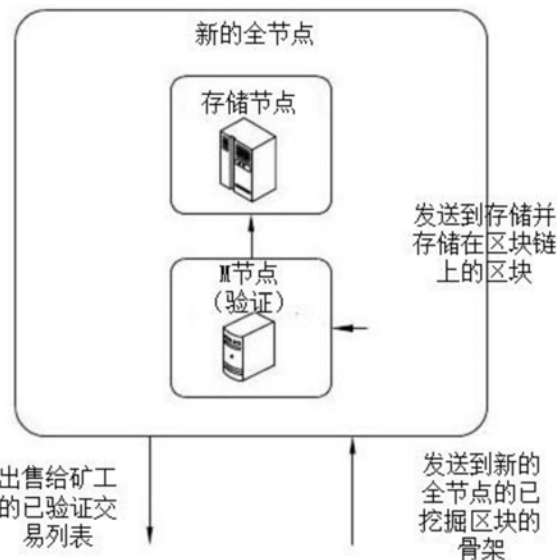 新的全节点
存储节点
发送到存储并
存储在区块链
上的区块
M节点
（验证）
出售给矿工
的已验证交
易列表
发送到新的
全节点的已
挖掘区块的
骨架